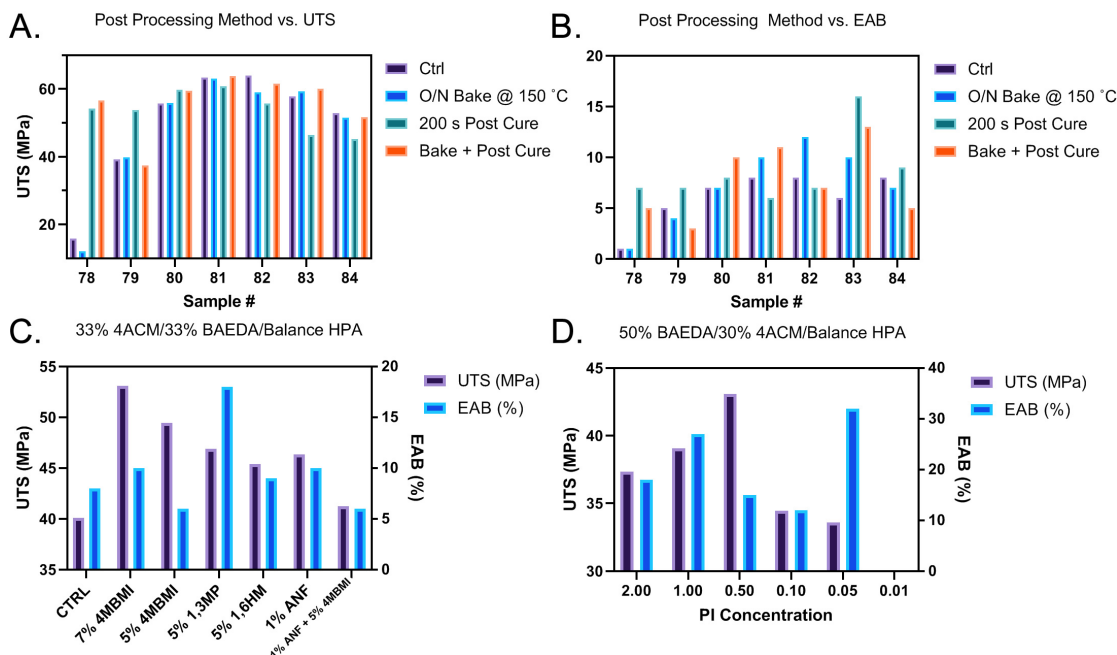 A.
Post Processing Method vs. UTS
UTS (MPa)
60
40
20
78 79 80 81 82 83 84
Sample #
Ctrl
O/N Bake @ 150 ˚C
200 s Post Cure
Bake + Post Cure
B.
Post Processing Method vs. EAB
20
15
10
5
0
78 79 80 81 82 83 84
Sample #
Ctrl
O/N Bake @ 150 ˚C
200 s Post Cure
Bake + Post Cure
C.
33% 4ACM/33% BAEDA/Balance HPA
UTS (MPa)
55
50
45
40
35
20
15
10
5
0
EAB
(%)
CTRL
7% 4MBMI
5% 4MBMI
5% 1,3MP
5% 1,6HM
1% ANF
1% ANF + 5% 4MBMI
UTS (MPa)
EAB (%)
D.
50% BAEDA/30% 4ACM/Balance HPA
UTS (MPa)
45
40
35
30
40
30
20
10
0
EAB
(%)
2.00 1.00 0.50 0.10 0.05 0.01
PI Concentration
UTS (MPa)
EAB (%)